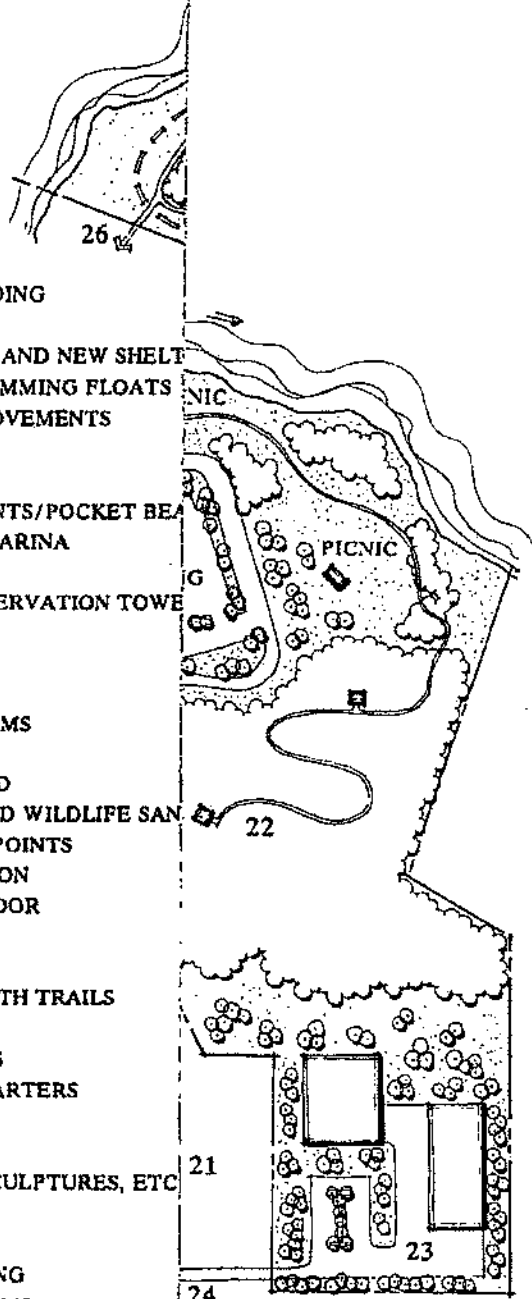 26
DING
AND NEW SHELT
MMING FLOATS
NIC
OVEMENTS
NTS/POCKET BEA
ARINA
PICNIC
G
ERVATION TOWE
MS
D
D WILDLIFE SAN
22
POINTS
ON
OOR
TH TRAILS
S
ARTERS
21
CULPTURES, ETC
23
NG
24